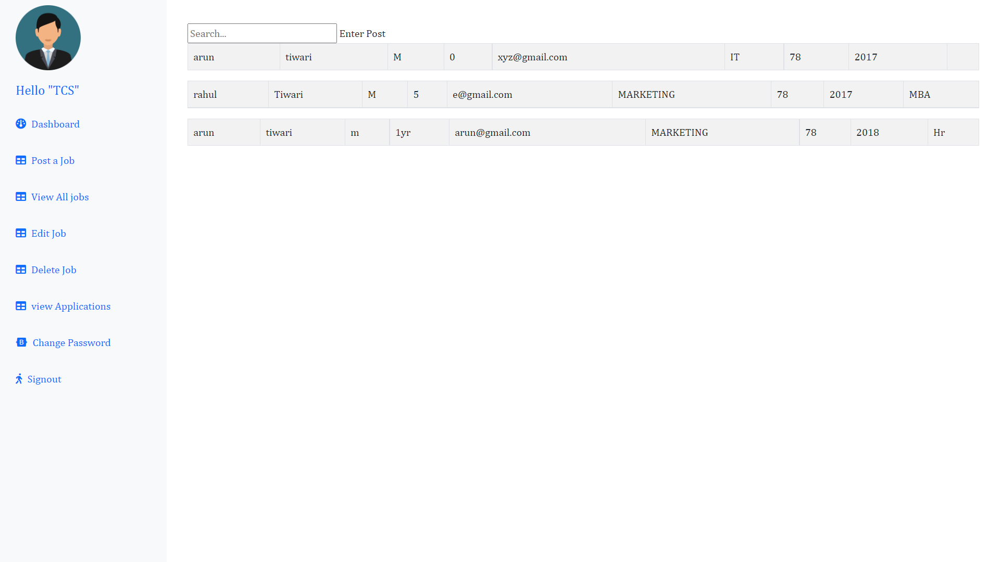 Hello "TCS"
Dashboard
Post a Job
View All jobs
Edit Job
Delete Job
view Applications
B Change Password
Signout
Search... Enter Post
arun tiwari M 0 xyz@gmail.com IT 78 2017
rahul Tiwari M 5 e@gmail.com MARKETING 78 2017 MBA
arun tiwari m 1yr arun@gmail.com MARKETING 78 2018 Hr